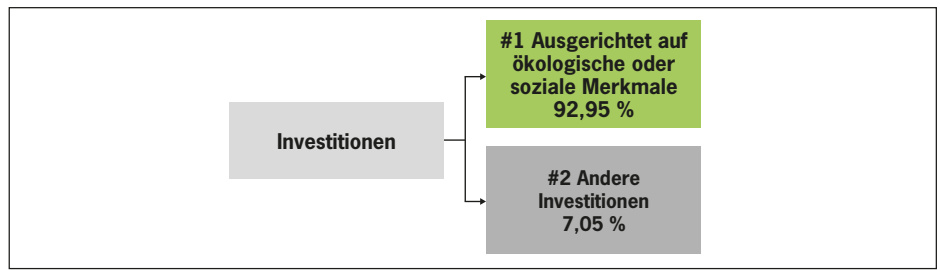 #1 Ausgerichtet auf
ökologische oder
soziale Merkmale
92,95 %
Investitionen
#2 Andere
Investitionen
7,05 %